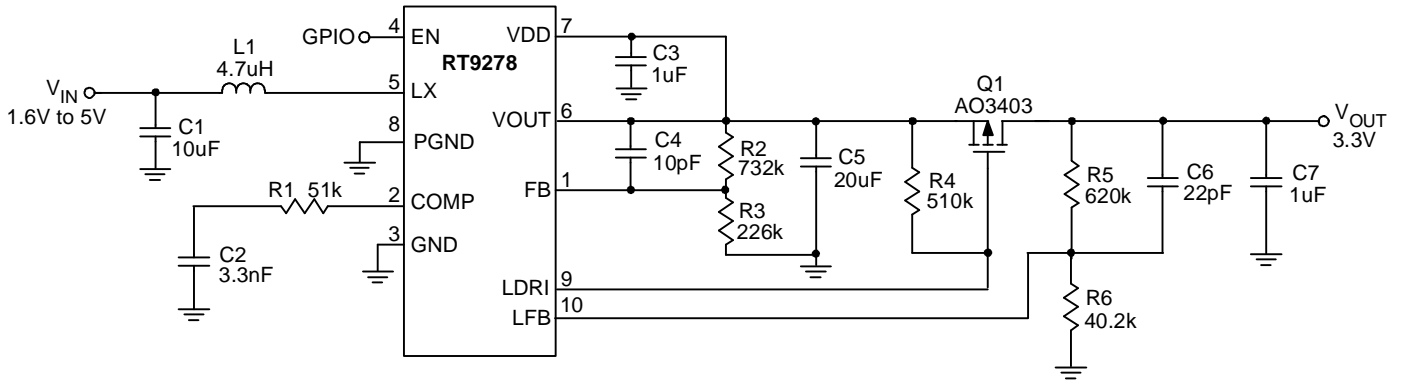 GPIO
4
EN
VDD
7
RT9278
L1
4.7uH
C3
1uF
VIN
1.6V to 5V
5
LX
C1
10uF
8
PGND
VOUT
6
C4
10pF
R2
732k
C5
20uF
R4
510k
Q1
AO3403
R5
620k
C6
22pF
C7
1uF
VOUT
3.3V
FB
1
R3
226k
R1 51k
2
COMP
3
GND
C2
3.3nF
LDRI
9
LFB
10
R6
40.2k